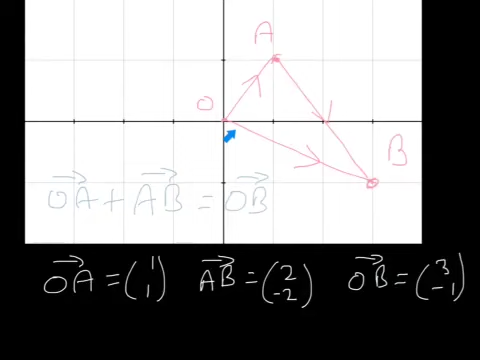 A
O
B
→OA + →AB = →OB
→OA = (1 1) →AB = (2 -2) →OB = (3 -1)